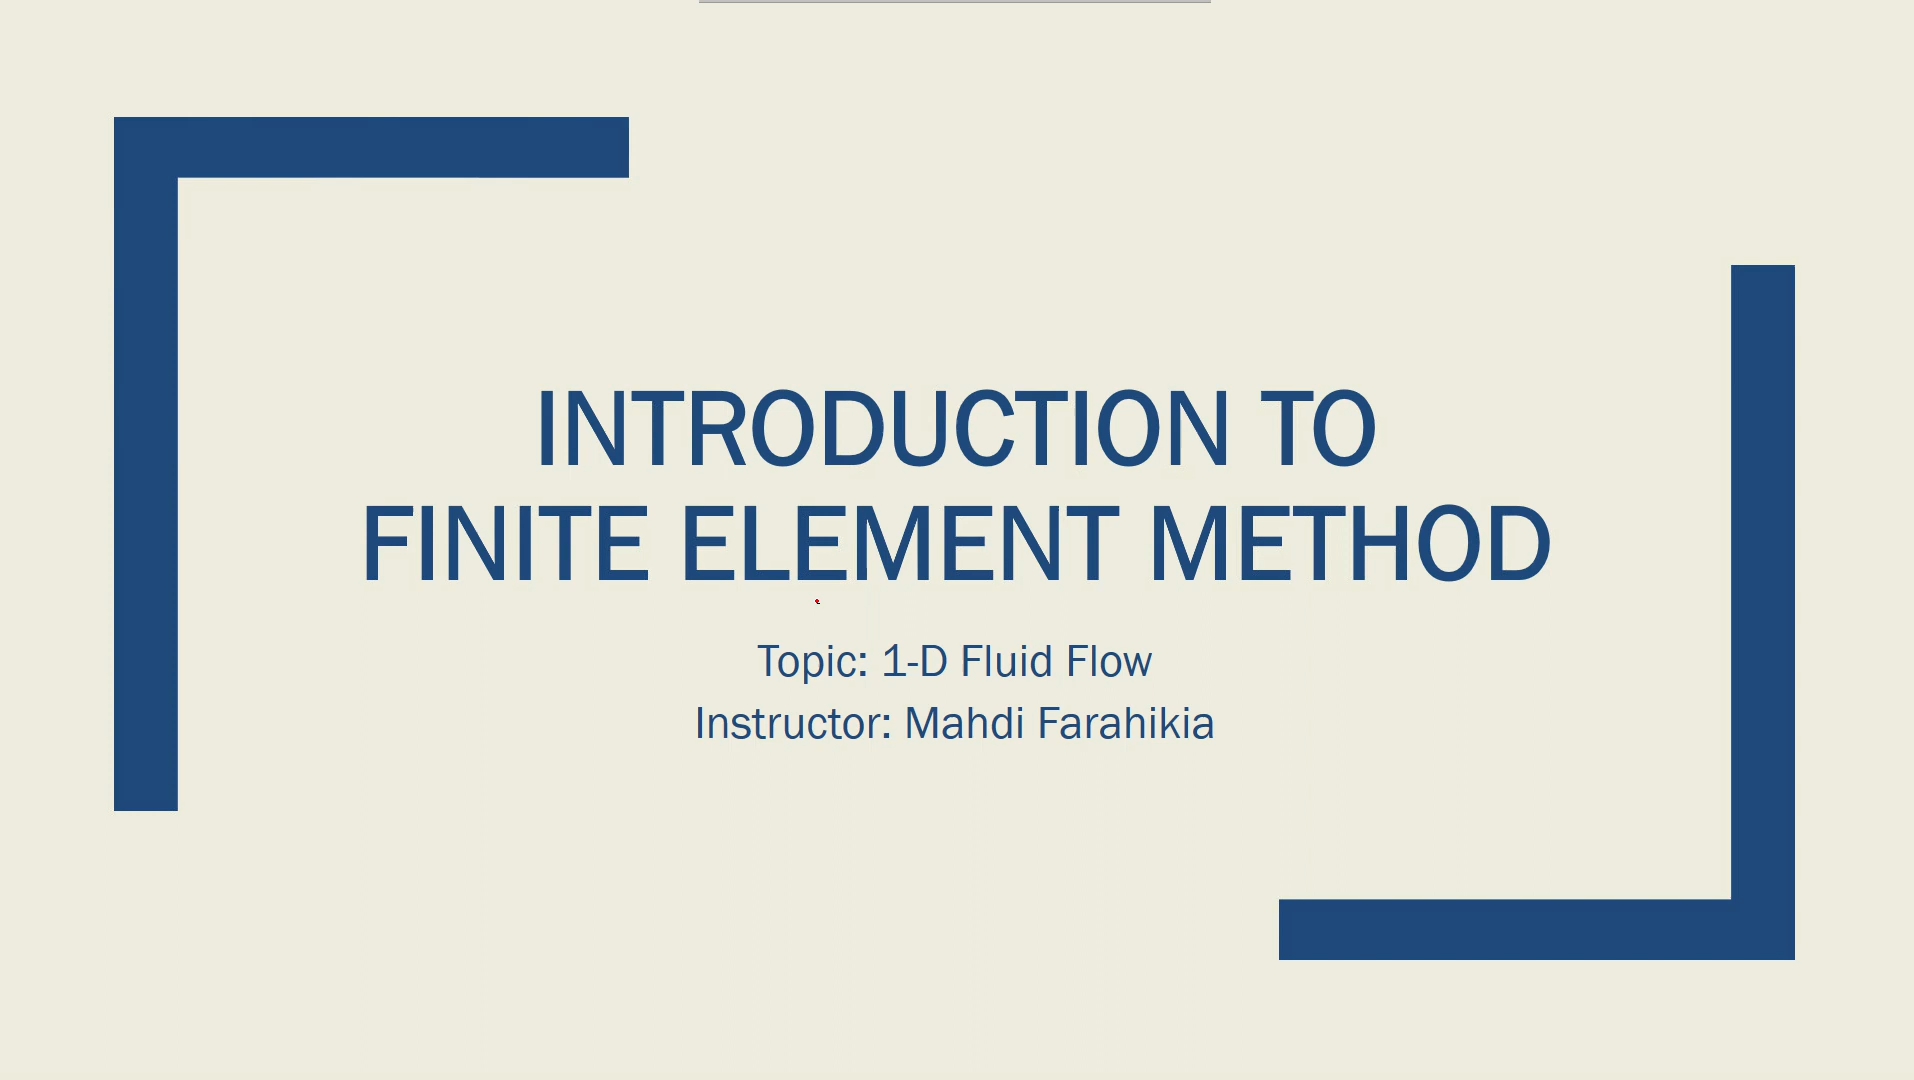 INTRODUCTION TO
FINITE ELEMENT METHOD
Topic: 1-D Fluid Flow
Instructor: Mahdi Farahikia